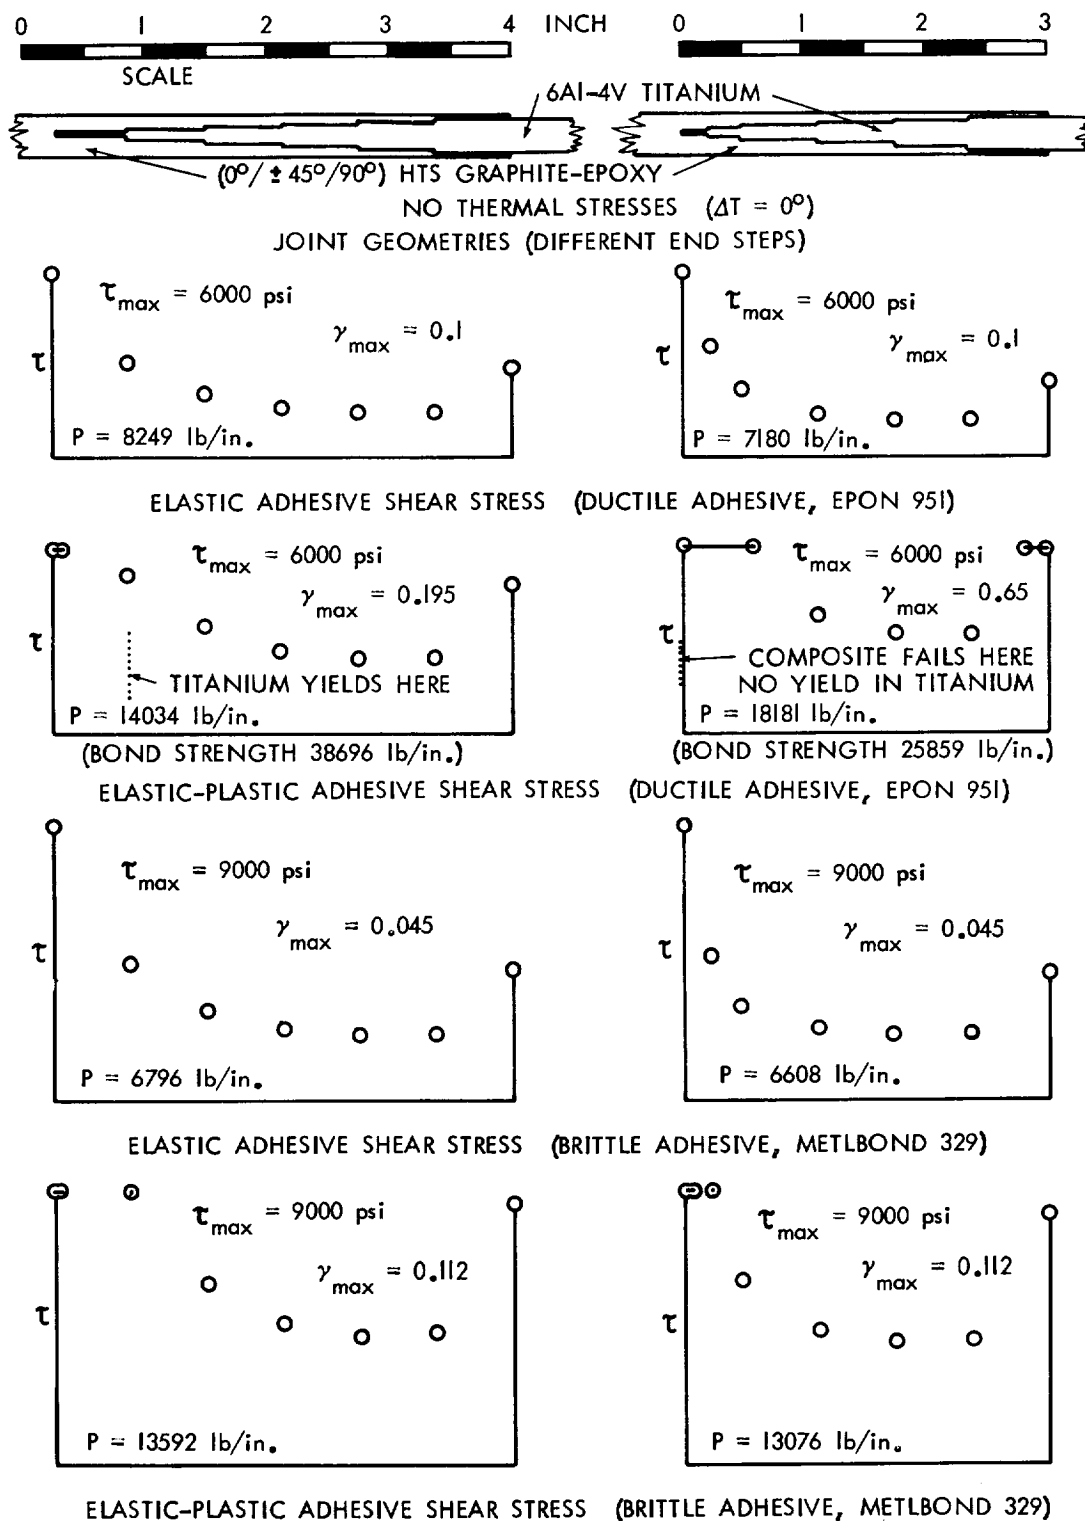 0 1 2 3 4 INCH 0 1 2 3
SCALE
6Al-4V TITANIUM
(0°/ ± 45°/90°) HTS GRAPHITE-EPOXY
NO THERMAL STRESSES (ΔT = 0°)
JOINT GEOMETRIES (DIFFERENT END STEPS)
τmax = 6000 psi
γmax = 0.1
τ
P = 8249 lb/in.
τmax = 6000 psi
γmax = 0.1
τ
P = 7180 lb/in.
ELASTIC ADHESIVE SHEAR STRESS (DUCTILE ADHESIVE, EPON 951)
τmax = 6000 psi
γmax = 0.195
τ
TITANIUM YIELDS HERE
P = 14034 lb/in.
(BOND STRENGTH 38696 lb/in.)
τmax = 6000 psi
γmax = 0.65
τ
COMPOSITE FAILS HERE
NO YIELD IN TITANIUM
P = 18181 lb/in.
(BOND STRENGTH 25859 lb/in.)
ELASTIC-PLASTIC ADHESIVE SHEAR STRESS (DUCTILE ADHESIVE, EPON 951)
τmax = 9000 psi
γmax = 0.045
τ
P = 6796 lb/in.
τmax = 9000 psi
γmax = 0.045
τ
P = 6608 lb/in.
ELASTIC ADHESIVE SHEAR STRESS (BRITTLE ADHESIVE, METLBOND 329)
τmax = 9000 psi
γmax = 0.112
τ
P = 13592 lb/in.
τmax = 9000 psi
γmax = 0.112
τ
P = 13076 lb/in.
ELASTIC-PLASTIC ADHESIVE SHEAR STRESS (BRITTLE ADHESIVE, METLBOND 329)